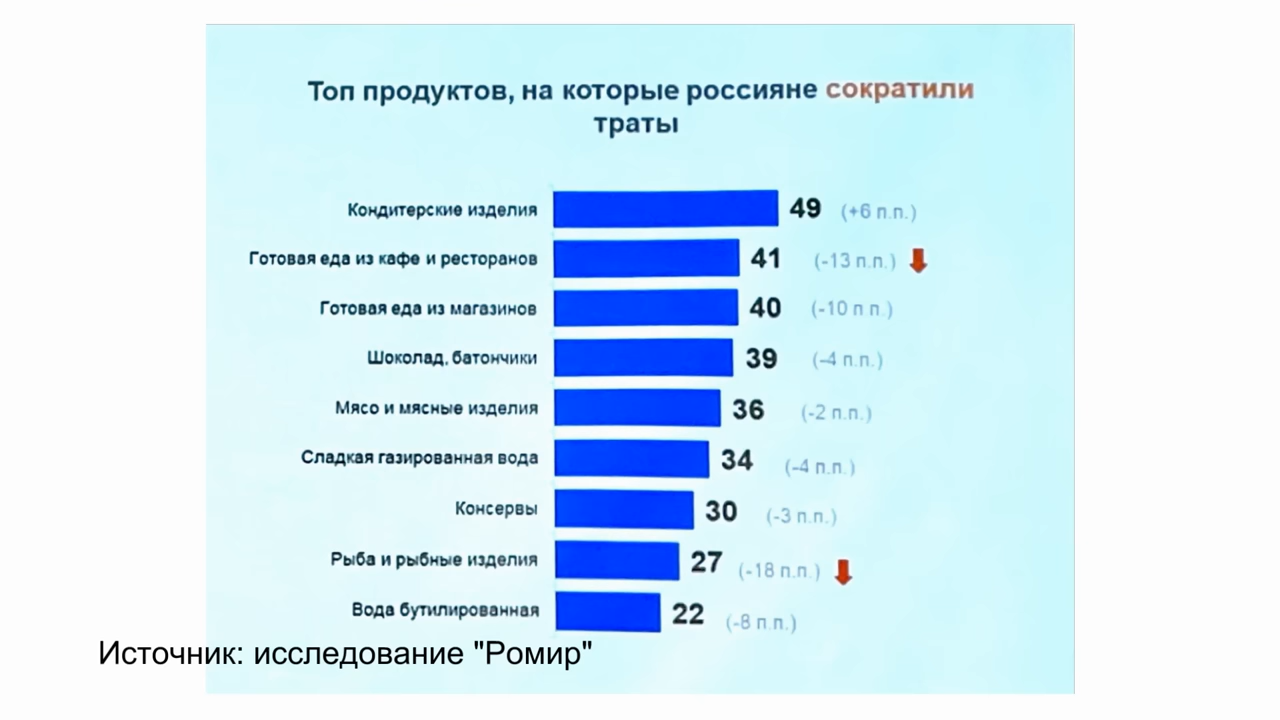 Топ продуктов, на которые россияне сократили
траты
Кондитерские изделия 49 (+6 п.п.)
Готовая еда из кафе и ресторанов 41 (-13 п.п.)
Готовая еда из магазинов 40 (-10 п п.)
Шоколад, батончики 39 (-4 п.п.)
Мясо и мясные изделия 36 (-2 п.п.)
Сладкая газированная вода 34 (-4 п.п.)
Консервы 30 (-3 п.п.)
Рыба и рыбные изделия 27 (-18 п.п.)
Вода бутилированная 22 (-8 п.п.)
Источник: исследование "Ромир"